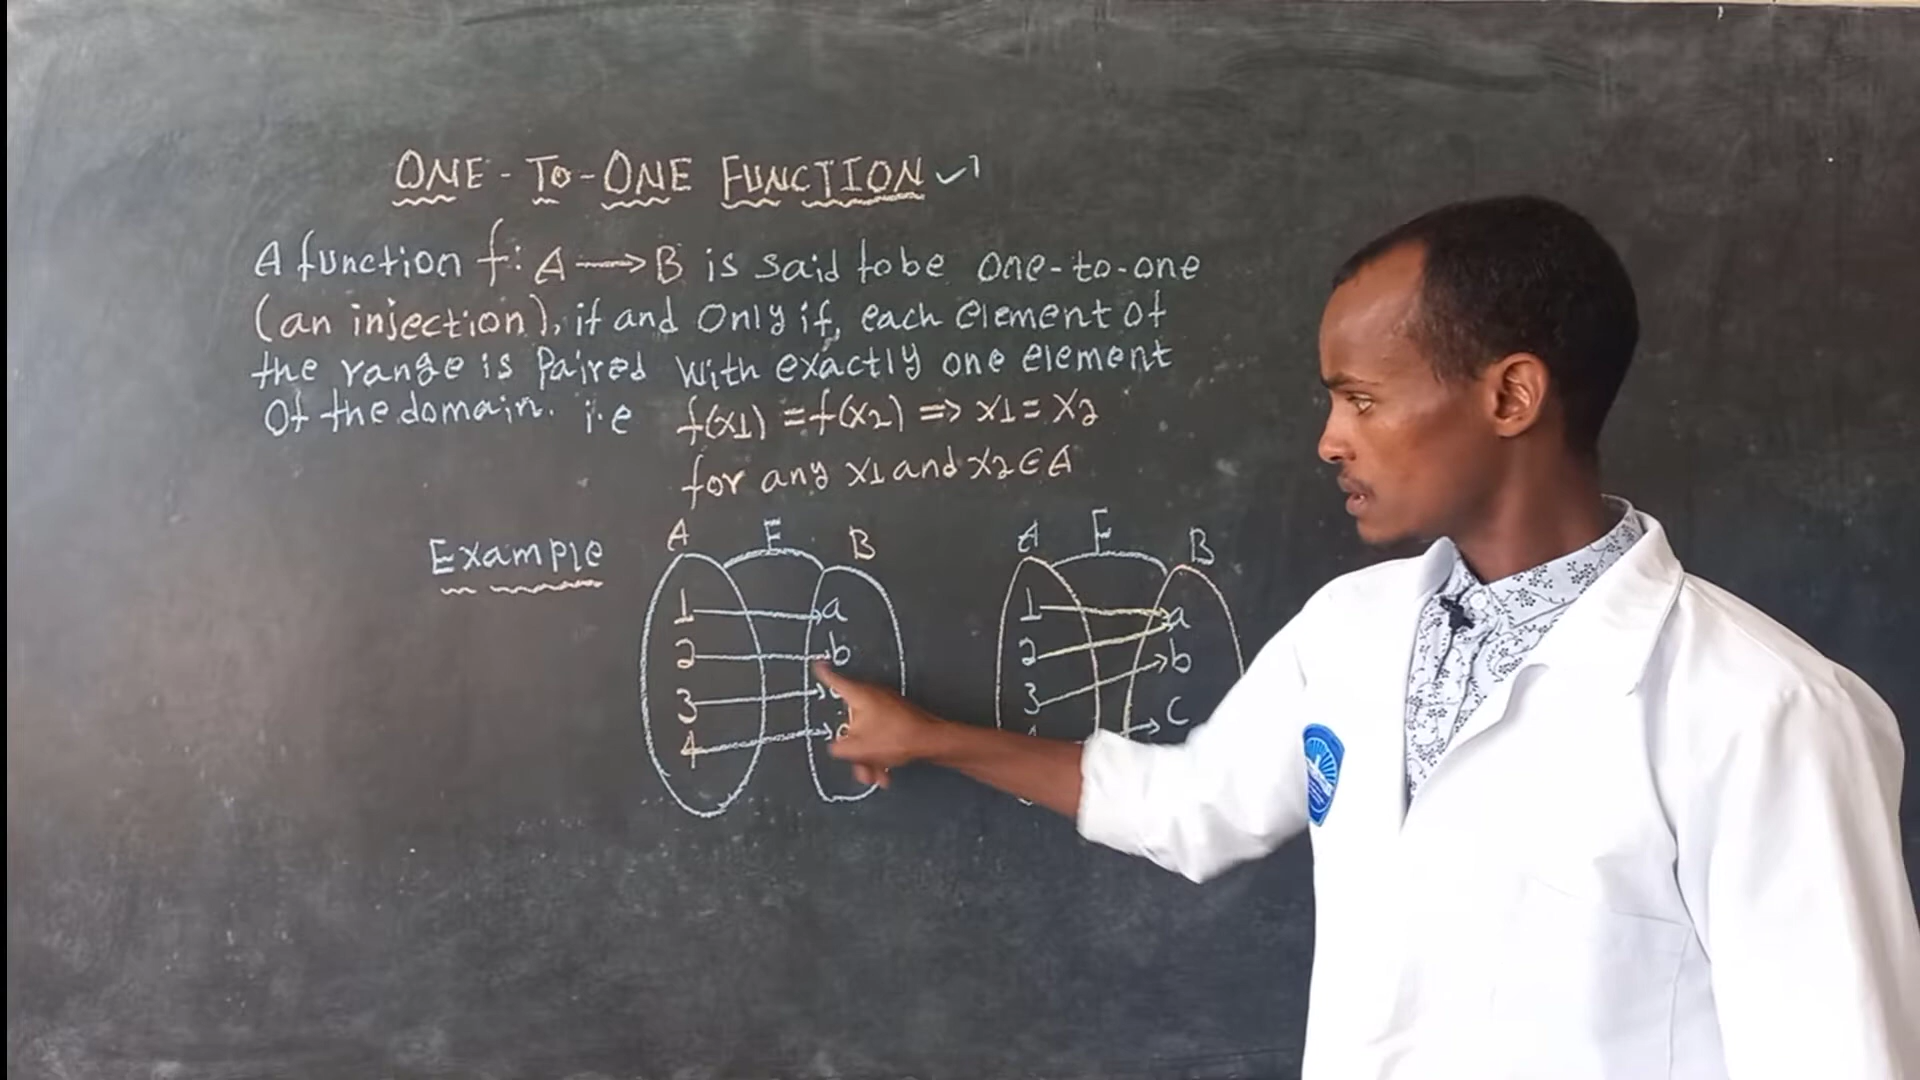 ONE-TO-ONE FUNCTION
A function f: A → B is said to be one-to-one
(an injection), if and only if, each element of
the range is Paired with exactly one element
Of the domain. i.e f(x1) = f(x2) => x1 = x2
for any x1 and x2 ∈ A
Example
A F B
1 a
2 b
3
4 d
A F B
1 a
2 b
3 c